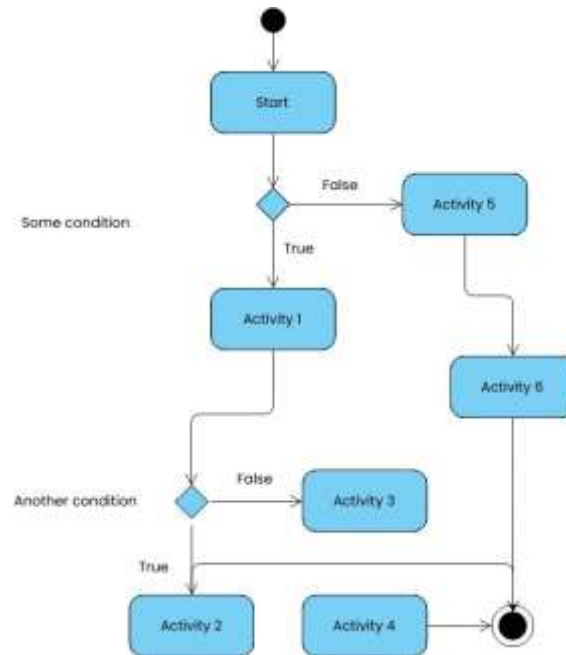 Start
False
Activity 5
Some condition
True
Activity 1
Activity 6
False
Another condition
Activity 3
True
Activity 2
Activity 4